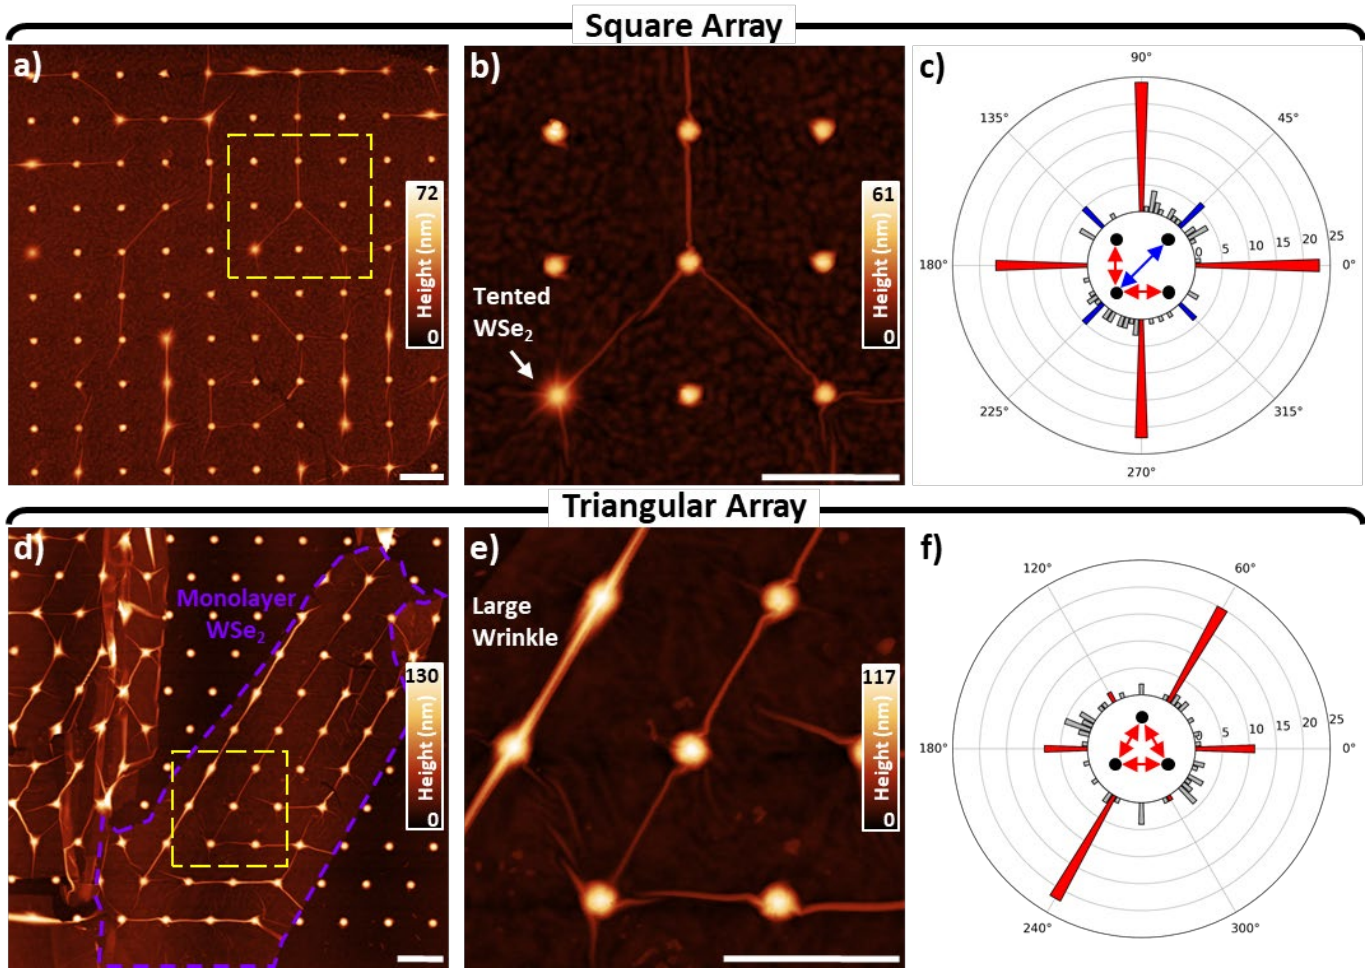 Square Array
a)
72
Height (nm)
0
b)
61
Height (nm)
0
Tented
WSe₂
c)
90°
135°
45°
180°
0 5 10 15 20 25
0°
225°
315°
270°
Triangular Array
d)
Monolayer
WSe₂
130
Height (nm)
0
e)
Large
Wrinkle
117
Height (nm)
0
f)
120°
60°
180°
0 5 10 15 20 25
0°
240°
300°